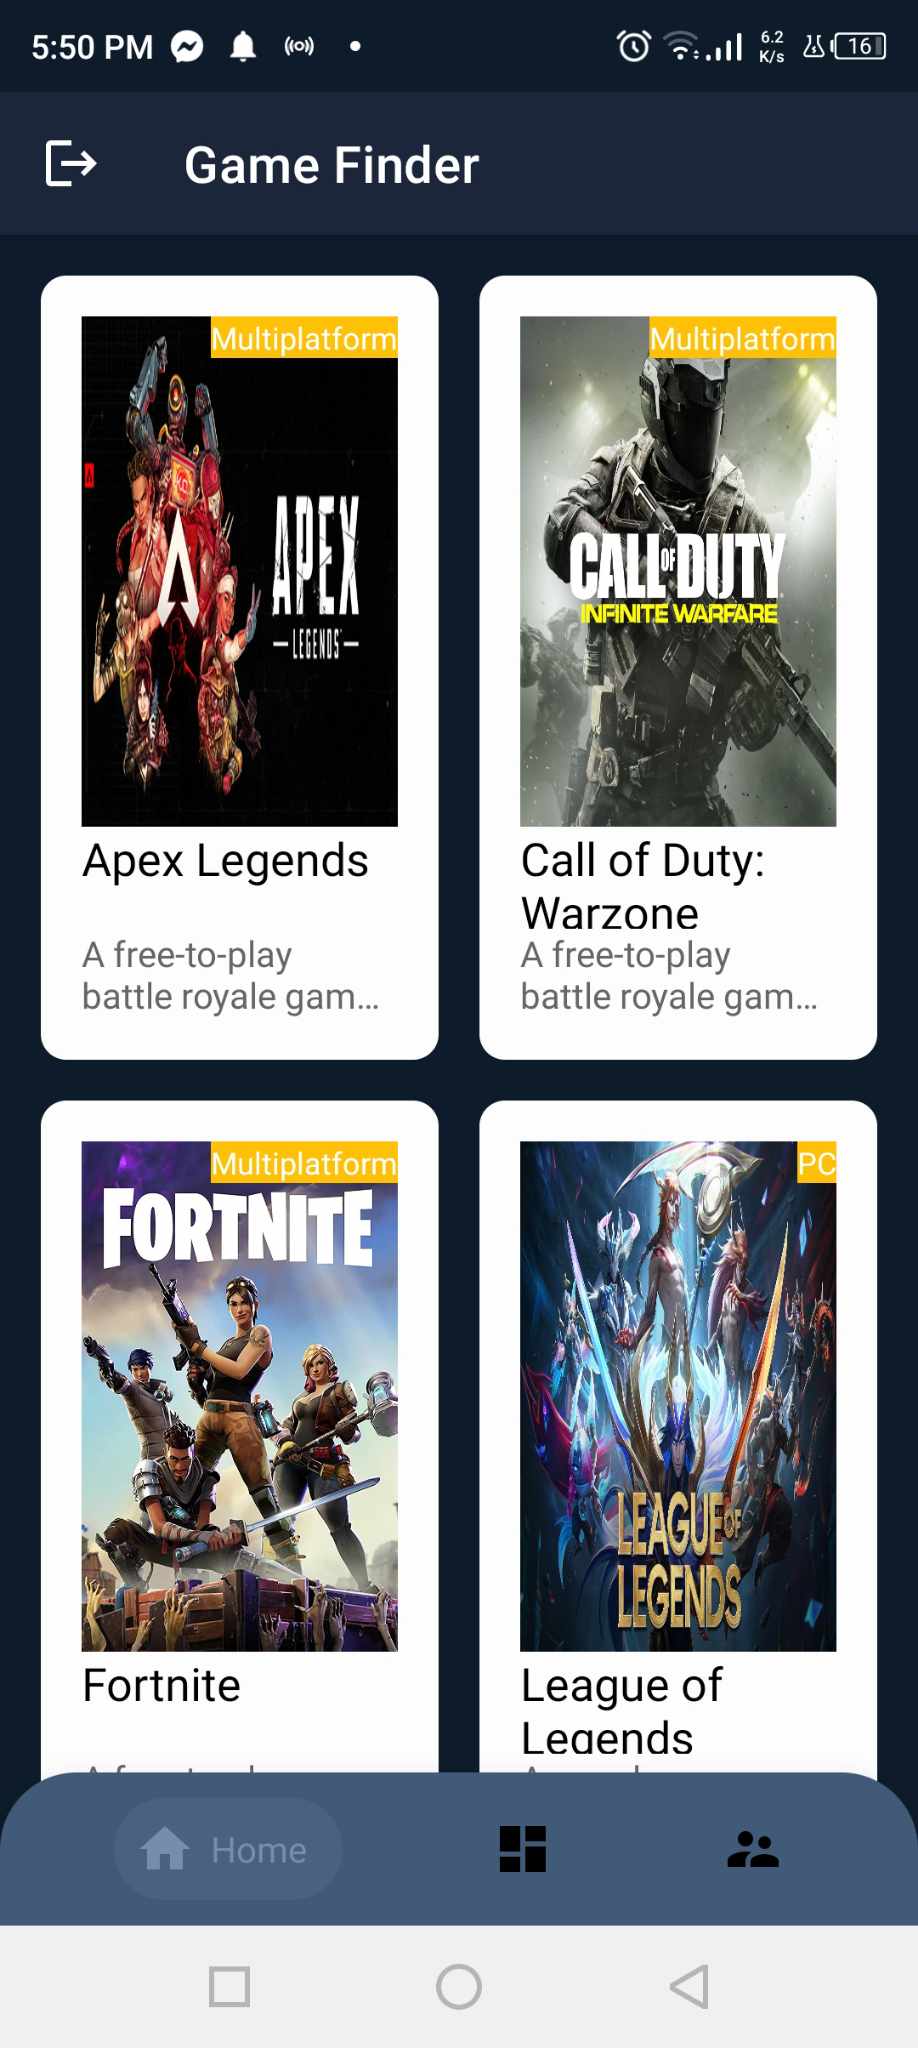 5:50 PM
6.2
K/s
16
Game Finder
Multiplatform
APEX
LEGENDS
Apex Legends
A free-to-play
battle royale gam...
Multiplatform
CALL OF DUTY
INFINITE WARFARE
Call of Duty:
Warzone
A free-to-play
battle royale gam...
Multiplatform
FORTNITE
Fortnite
PC
LEAGUE OF
LEGENDS
League of
Legends
Home